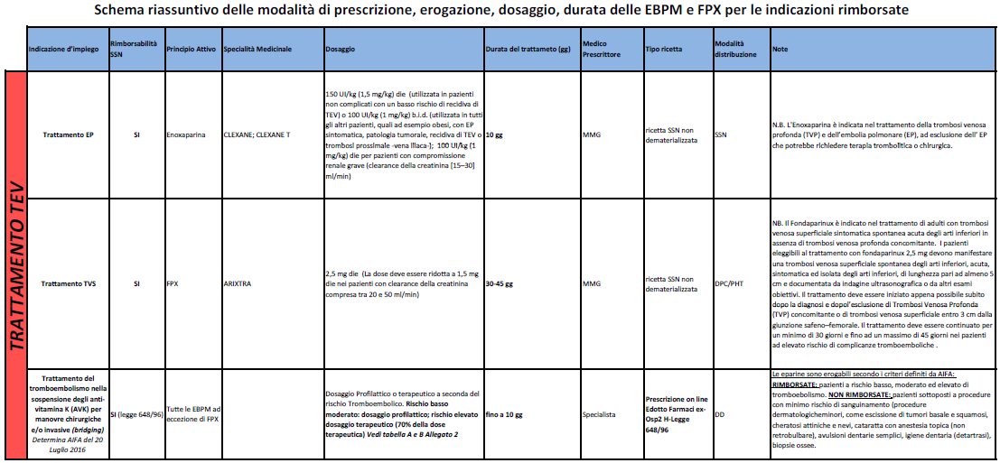 Schema riassuntivo delle modalità di prescrizione, erogazione, dosaggio, durata delle EBPM e FPX per le indicazioni rimborsate
Indicazione d'impiego
Rimborsabilità
SSN
Principio Attivo
Specialità Medicinale
Dosaggio
Durata del trattameto (gg)
Medico
Prescrittore
Tipo ricetta
Modalità
distribuzione
Note
TRATTAMENTO TEV
Trattamento EP
SI
Enoxaparina
CLEXANE; CLEXANE T
150 UI/kg (1,5 mg/kg) die (utilizzata in pazienti
non complicati con un basso rischio di recidiva di
TEV) o 100 UI/kg (1 mg/kg) b.i.d. (utilizzata in tutti
gli altri pazienti, quali ad esempio obesi, con EP
sintomatica, patologia tumorale, recidiva di TEV o
trombosi prossimale -vena iliaca-); 100 UI/kg (1
mg/kg) die per pazienti con compromissione
renale grave (clearance della creatinina [15–30]
ml/min)
10 gg
MMG
ricetta SSN non
dematerializzata
SSN
N.B. L'Enoxaparina è indicata nel trattamento della trombosi venosa
profonda (TVP) e dell'embolia polmonare (EP), ad esclusione dell' EP
che potrebbe richiedere terapia trombolitica o chirurgica.
Trattamento TVS
SI
FPX
ARIXTRA
2,5 mg die (La dose deve essere ridotta a 1,5 mg
die nei pazienti con clearance della creatinina
compresa tra 20 e 50 ml/min)
30-45 gg
MMG
ricetta SSN non
dematerializzata
DPC/PHT
NB. Il Fondaparinux è indicato nel trattamento di adulti con trombosi
venosa superficiale sintomatica spontanea acuta degli arti inferiori in
assenza di trombosi venosa profonda concomitante. I pazienti
eleggibili al trattamento con fondaparinux 2,5 mg devono manifestare
una trombosi venosa superficiale spontanea degli arti inferiori, acuta,
sintomatica ed isolata degli arti inferiori, di lunghezza pari ad almeno 5
cm e documentata da indagine ultrasonografica o da altri esami
obiettivi. Il trattamento deve essere iniziato appena possibile subito
dopo la diagnosi e dopol'esclusione di Trombosi Venosa Profonda
(TVP) concomitante o di trombosi venosa superficiale entro 3 cm dalla
giunzione safeno–femorale. Il trattamento deve essere continuato per
un minimo di 30 giorni e fino ad un massimo di 45 giorni nei pazienti
ad elevato rischio di complicanze tromboemboliche .
Trattamento del
tromboembolismo nella
sospensione degli anti-
vitamina K (AVK) per
manovre chirurgiche
e/o invasive (bridging)
Determina AIFA del 20
Luglio 2016
SI (legge 648/96)
Tutte le EBPM ad
eccezione di FPX
Dosaggio Profilattico o terapeutico a seconda del
rischio Tromboembolico. Rischio basso
moderato: dosaggio profilattico; rischio elevato
dosaggio terapeutico (70% della dose
terapeutica) Vedi tabella A e B Allegato 2
fino a 10 gg
Specialista
Prescrizione on line
Edotto Farmaci ex-
Osp2 H-Legge
648/96
DD
Le eparine sono erogabili secondo i criteri definiti da AIFA:
RIMBORSATE: pazienti a rischio basso, moderato ed elevato di
tromboebolismo. NON RIMBORSATE: pazienti sottoposti a procedure
con minimo rischio di sanguinamento (procedure
dermatologicheminori, come escissione di tumori basale e squamosi,
cheratosi attiniche e nevi, cataratta con anestesia topica (non
retrobulbare), avulsioni dentarie semplici, igiene dentaria (detartrasi),
biopsie ossee.